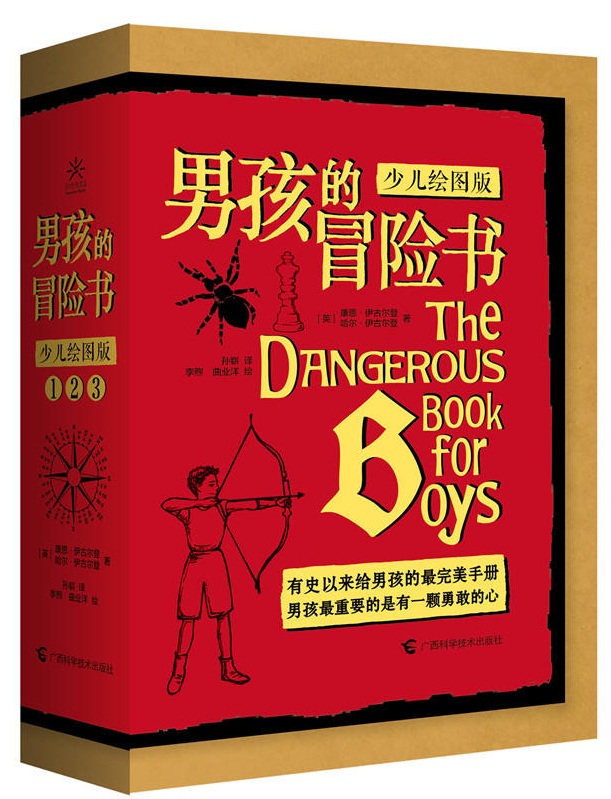 男孩的
冒险书
少儿绘图版
1 2 3
[英] 康恩·伊古尔登
哈尔·伊古尔登 著
孙崭 译
李煦 曲业洋 绘
男孩的
冒险书
少儿绘图版
[英] 康恩·伊古尔登
哈尔·伊古尔登 著
孙崭 译
李煦 曲业洋 绘
The
DANGEROUS
BOOK
for
Boys
有史以来给男孩的最完美手册
男孩最重要的是有一颗勇敢的心
广西科学技术出版社
广西科学技术出版社